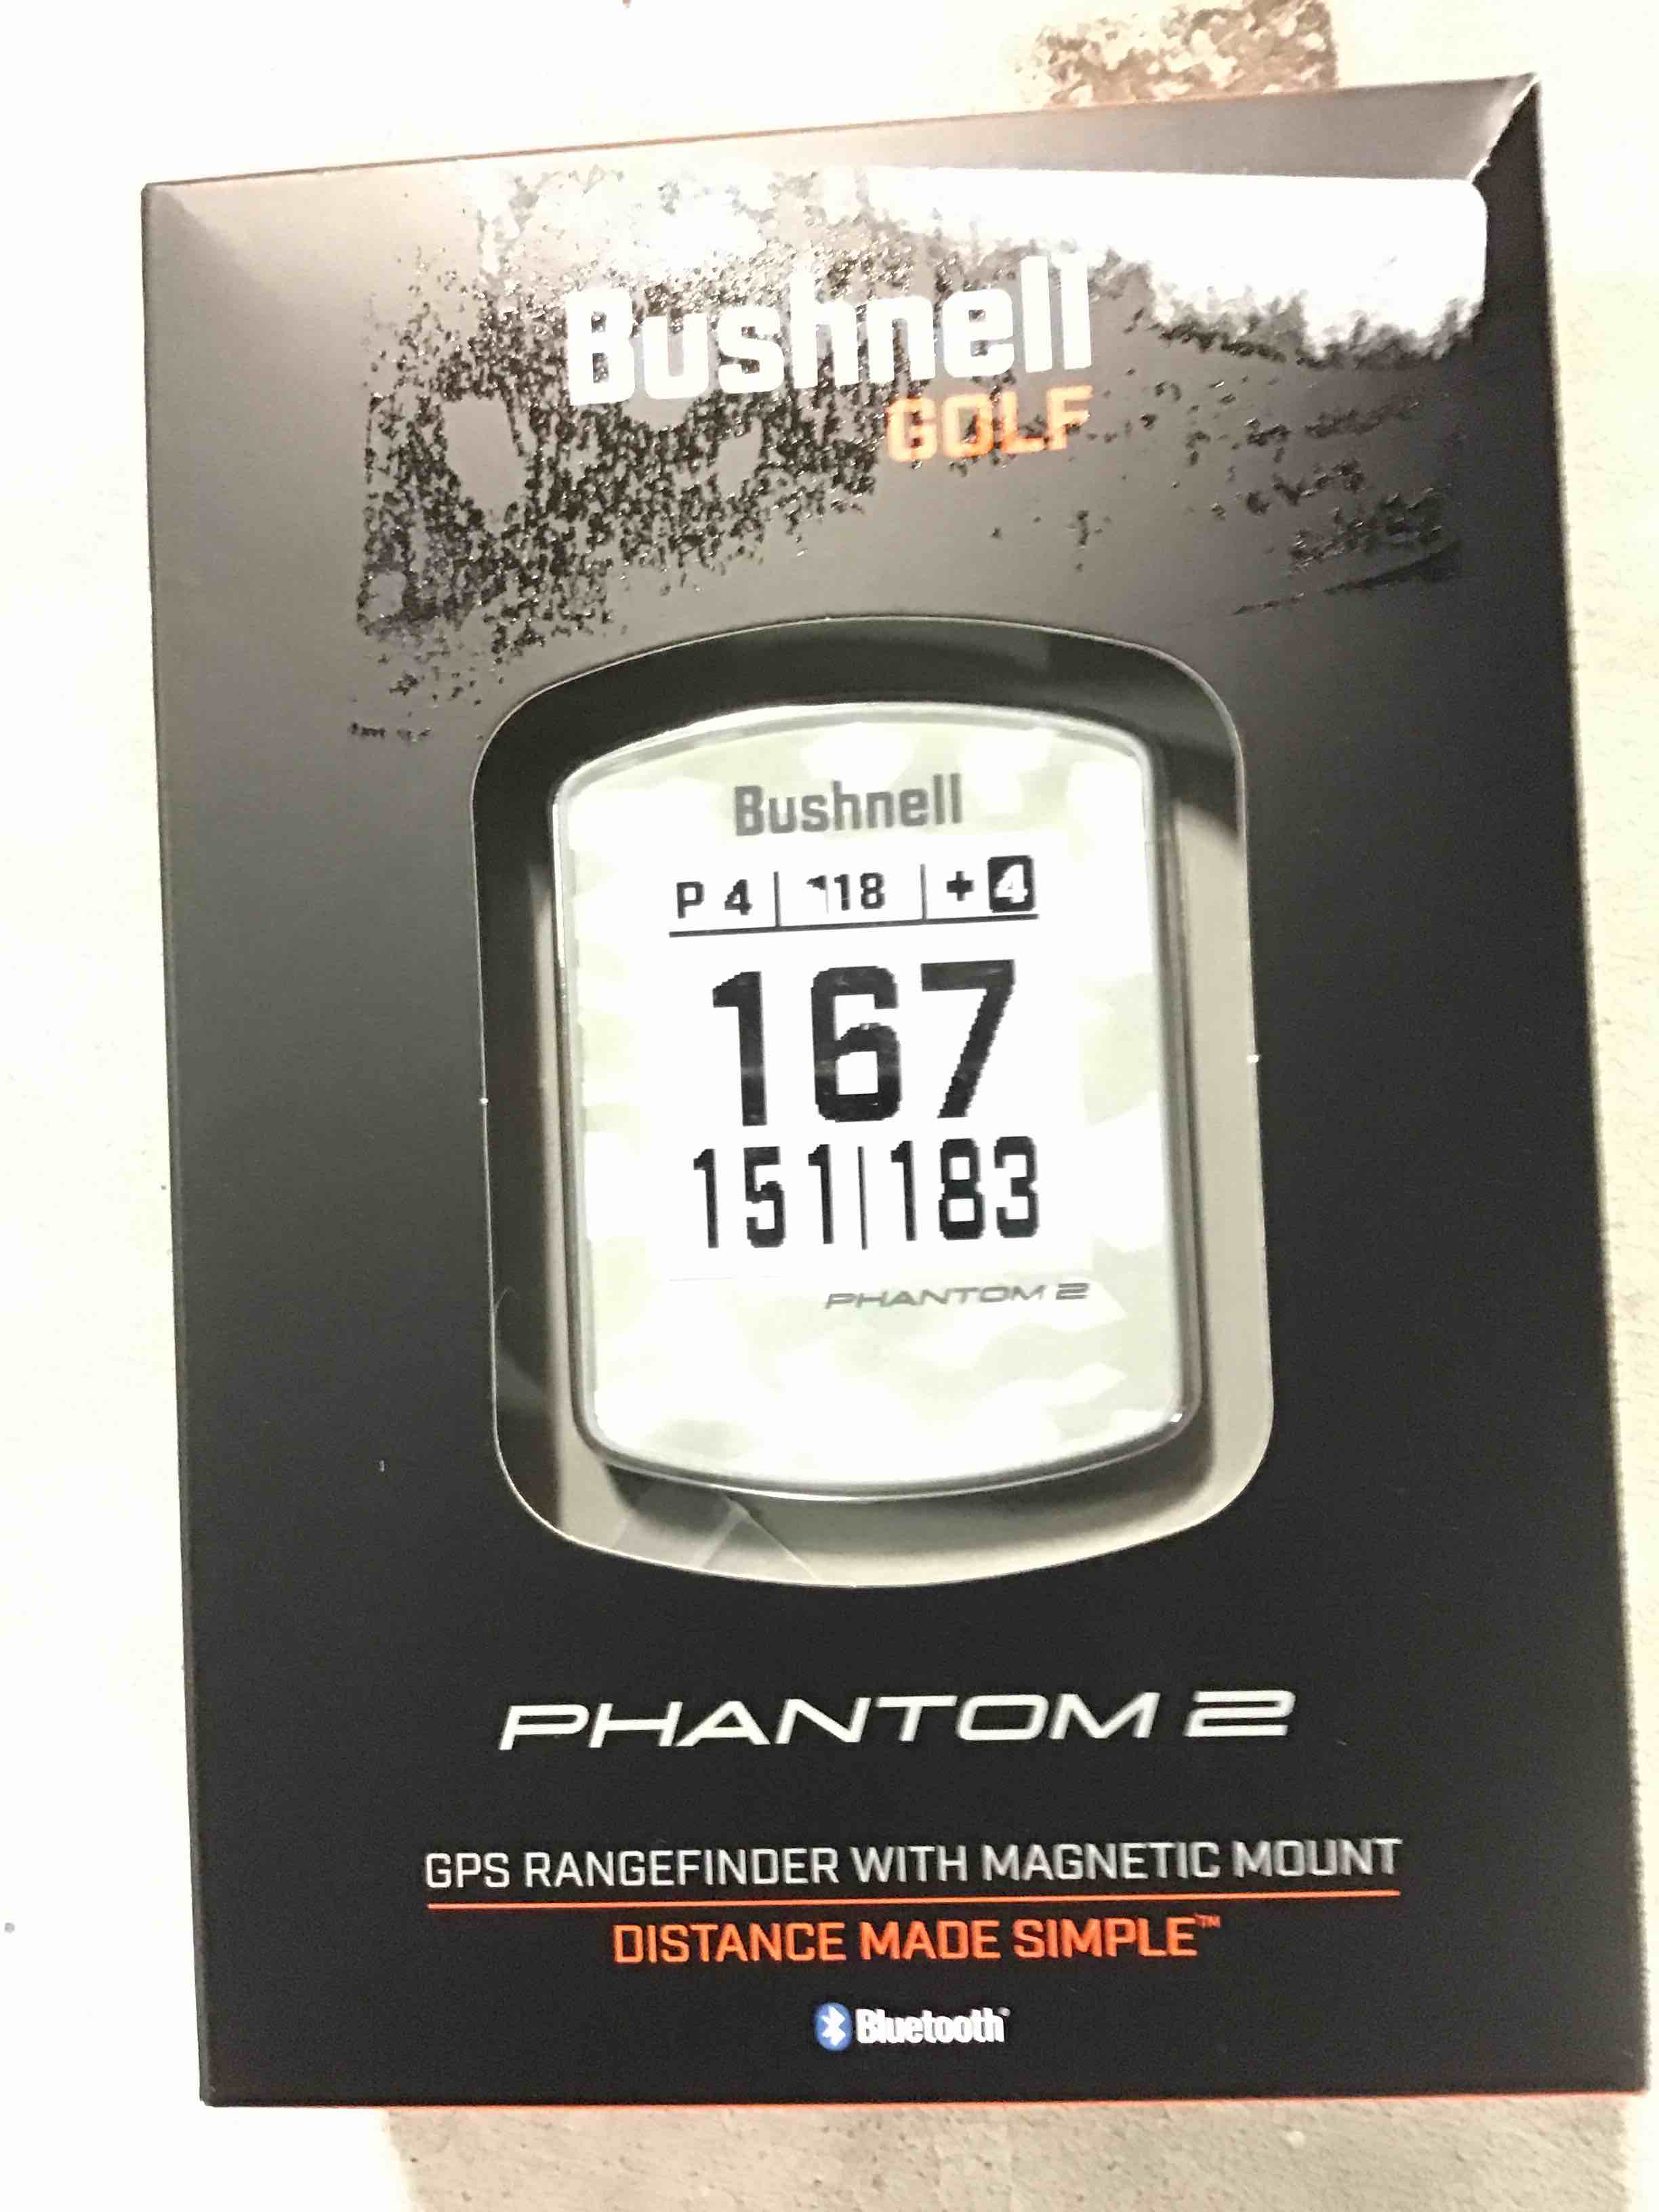 Bushnell
GOLF
Bushnell
P 4 | 18 | + 4
167
151|183
PHANTOM 2
PHANTOM 2
GPS RANGEFINDER WITH MAGNETIC MOUNT
DISTANCE MADE SIMPLE™
Bluetooth®